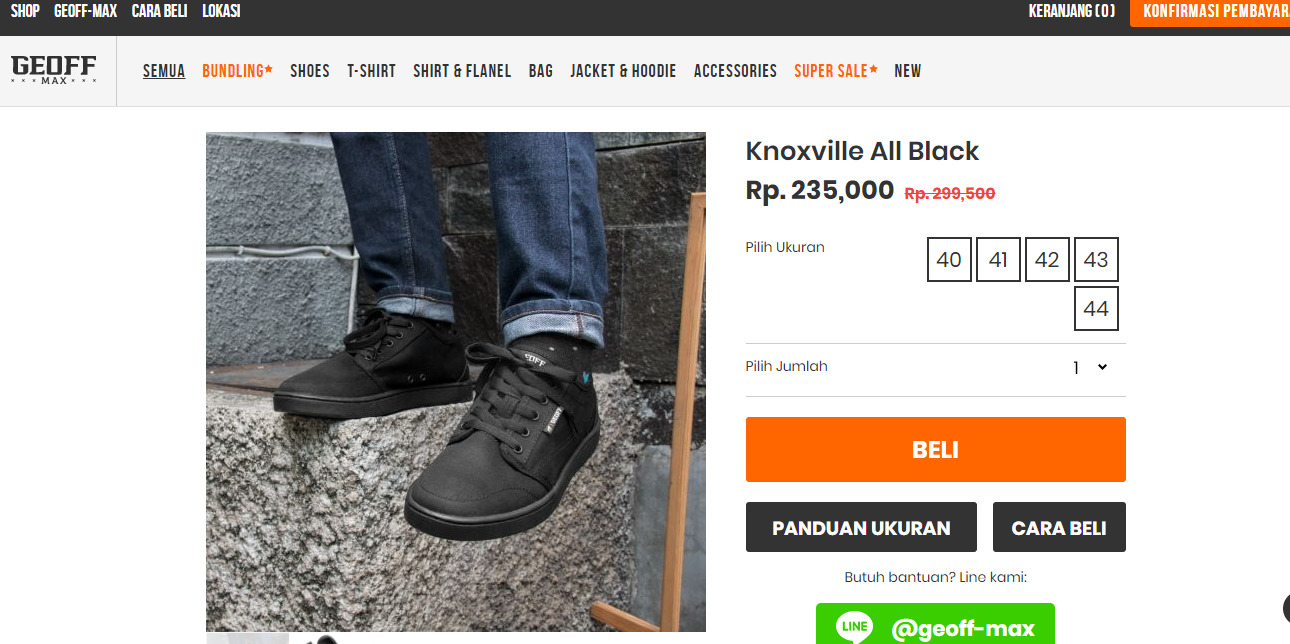 SHOP GEOFF-MAX CARA BELI LOKASI KERANJANG (0) KONFIRMASI PEMBAYAR
GEOFF
MAX
SEMUA BUNDLING★ SHOES T-SHIRT SHIRT & FLANEL BAG JACKET & HOODIE ACCESSORIES SUPER SALE★ NEW
Knoxville All Black
Rp. 235,000 Rp. 299,500
Pilih Ukuran 40 41 42 43
44
Pilih Jumlah 1
BELI
PANDUAN UKURAN CARA BELI
Butuh bantuan? Line kami:
LINE @geoff-max
GEOFF